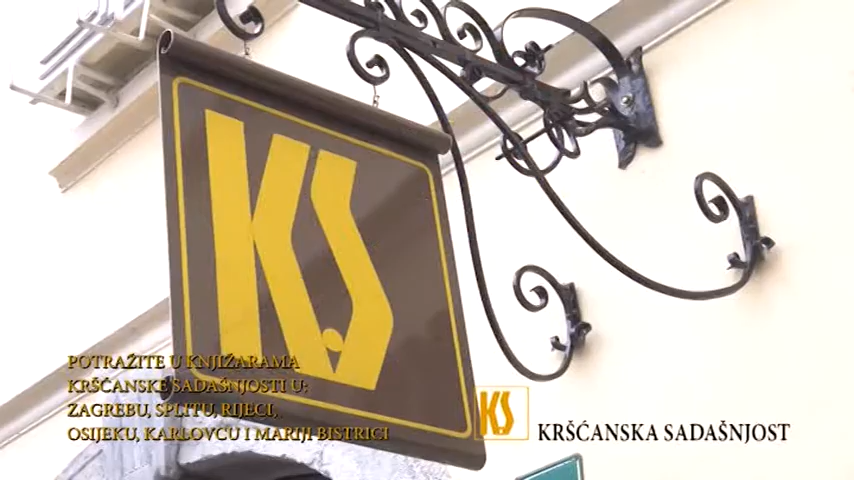 KS
POTRAŽITE U KNJIŽARAMA
KRŠĆANSKE SADAŠNJOSTI U:
ZAGREBU, SPLITU, RIJECI,
OSIJEKU, KARLOVCU I MARIJI BISTRICI
KS
KRŠĆANSKA SADAŠNJOST